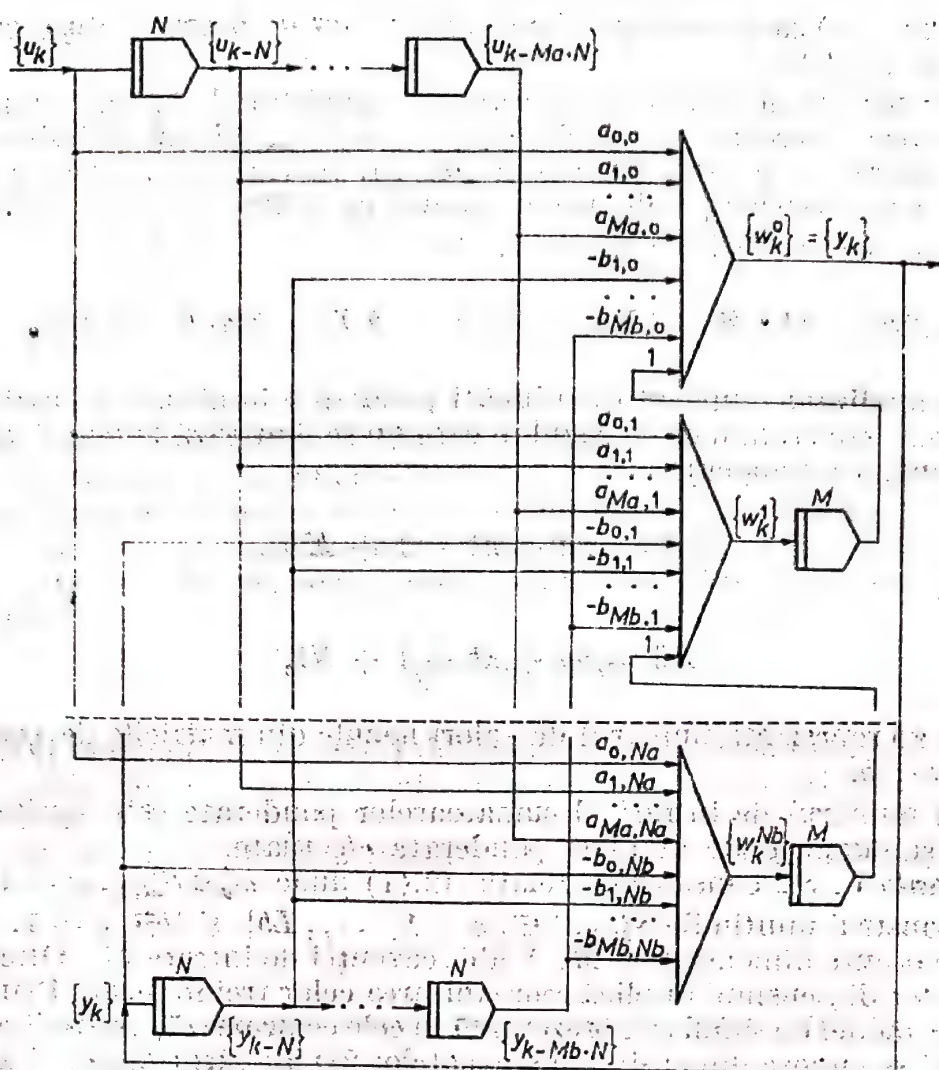 N
{u_k} {u_{k-N}} ... {u_{k-Ma·N}}
a_{0,0}
a_{1,0}
...
a_{Ma,0}
{w_k^0} = {y_k}
-b_{1,0}
...
-b_{Mb,0}
1
a_{0,1}
a_{1,1}
...
a_{Ma,1}
{w_k^1} M
-b_{0,1}
-b_{1,1}
...
-b_{Mb,1}
1
a_{0,Na}
a_{1,Na}
...
a_{Ma,Na}
{w_k^{Nb}} M
-b_{0,Nb}
-b_{1,Nb}
...
-b_{Mb,Nb}
N ... N
{y_k} {y_{k-N}} {y_{k-Mb·N}}